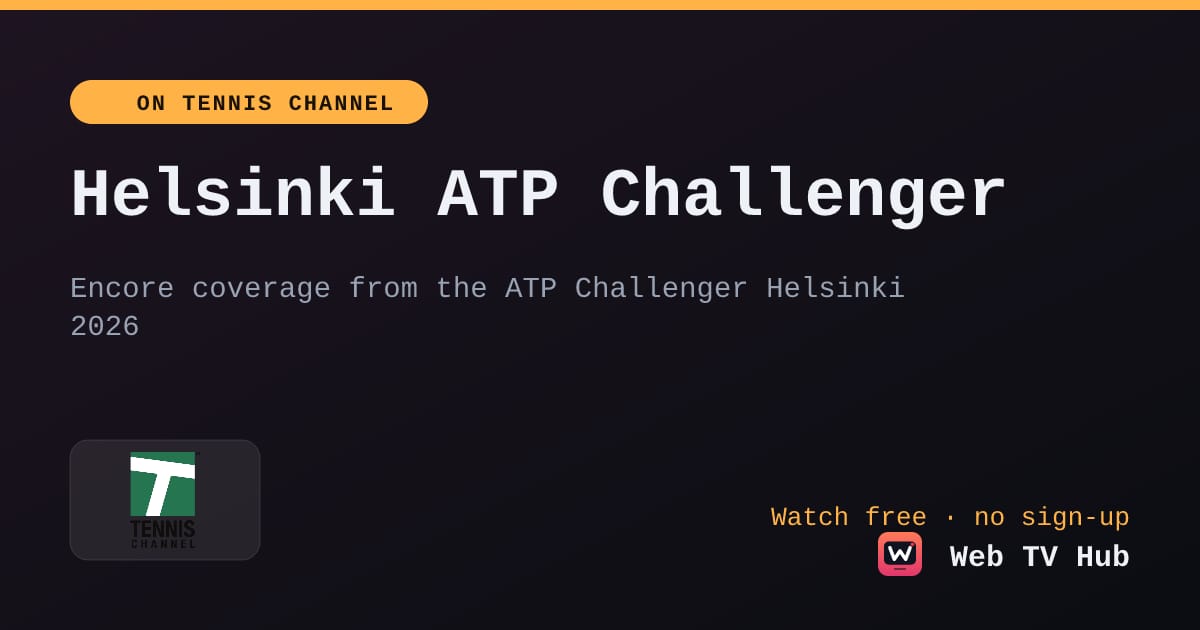 ON TENNIS CHANNEL
Helsinki ATP Challenger
Encore coverage from the ATP Challenger Helsinki
2026
TENNIS
CHANNEL
Watch free · no sign-up
Web TV Hub